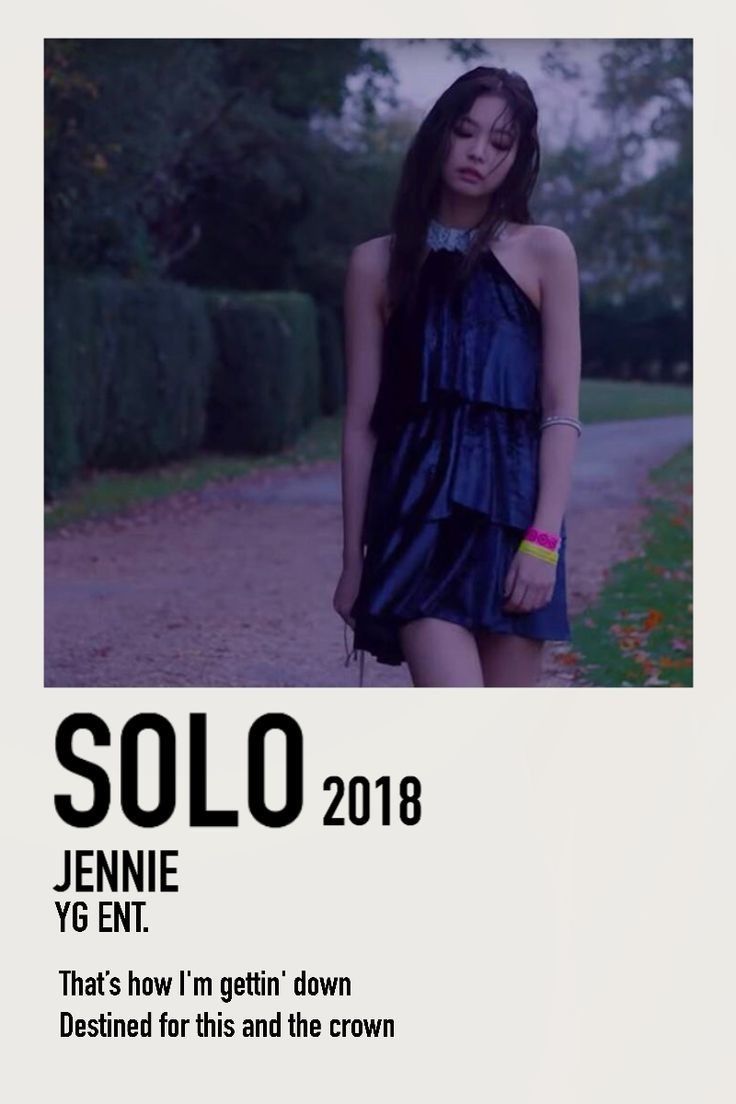 SOLO 2018
JENNIE
YG ENT.
That’s how I'm gettin' down
Destined for this and the crown